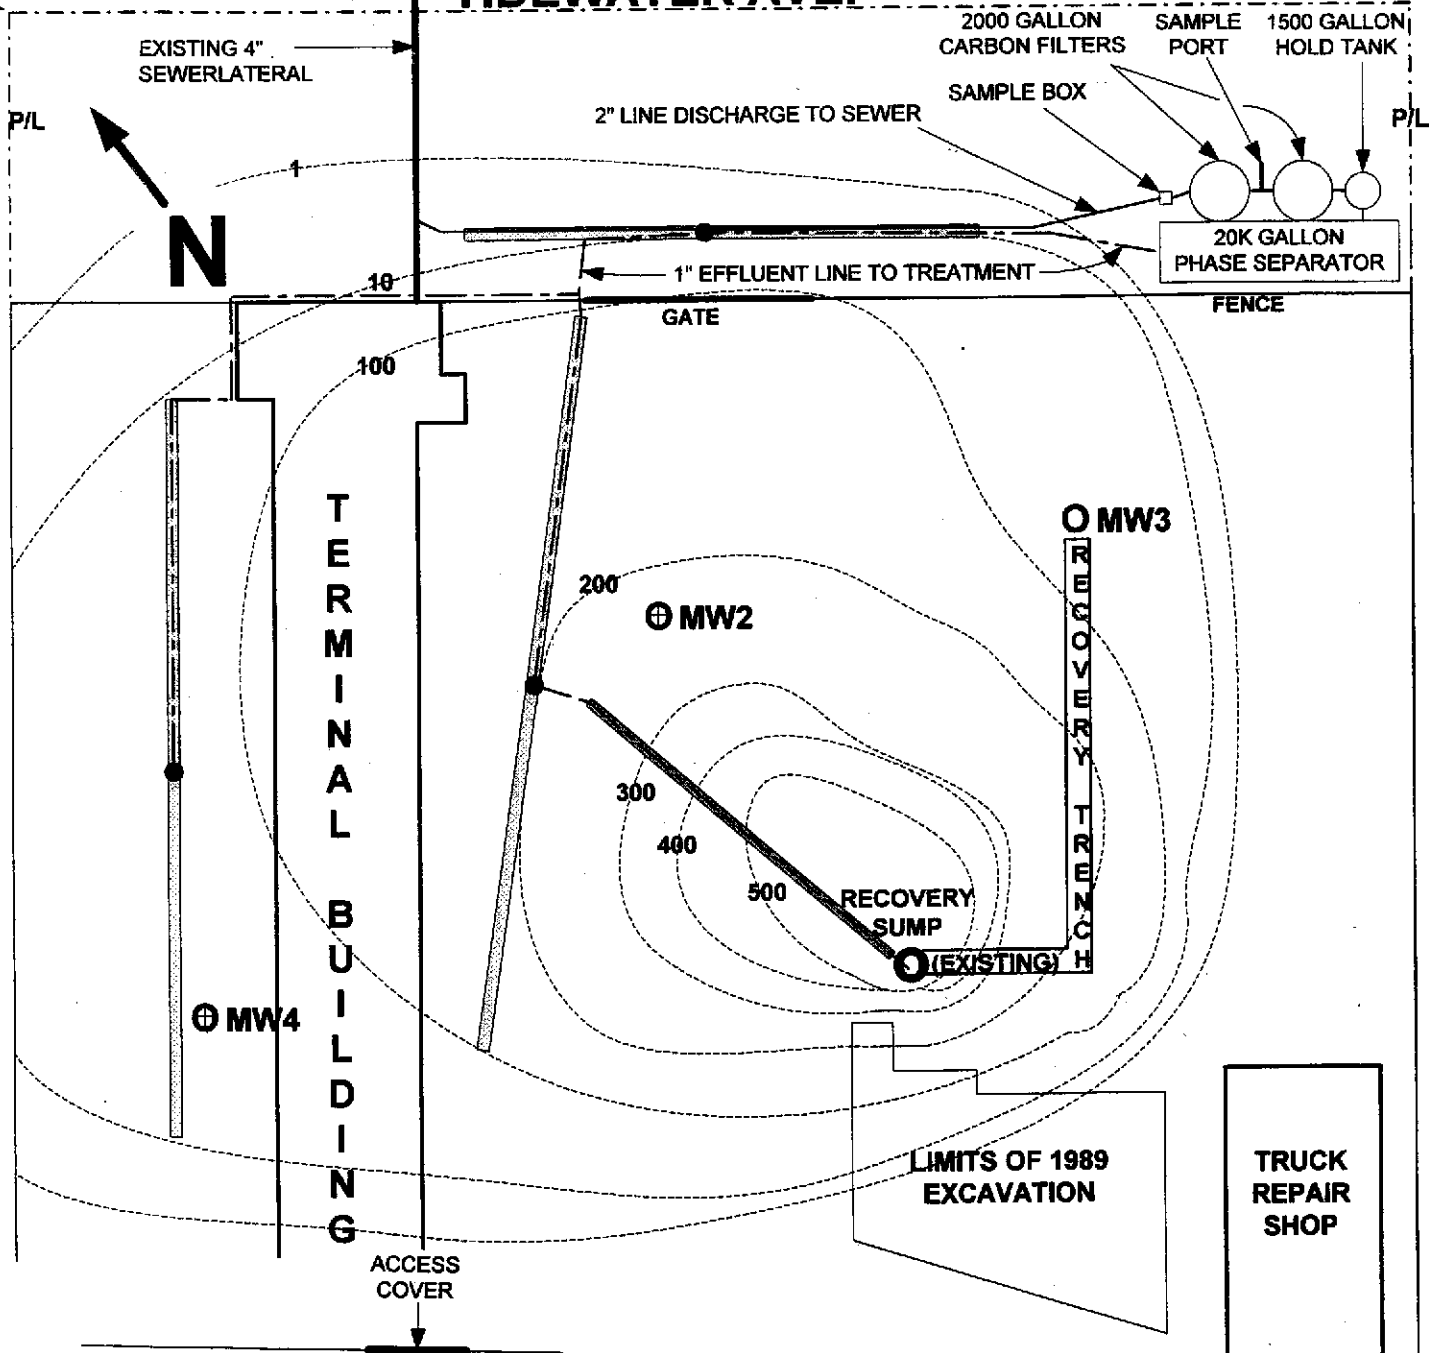 TIDEWATER AVE.
EXISTING 4"
SEWERLATERAL
2000 GALLON
CARBON FILTERS
SAMPLE
PORT
1500 GALLON
HOLD TANK
SAMPLE BOX
2" LINE DISCHARGE TO SEWER
P/L
P/L
1
N
20K GALLON
PHASE SEPARATOR
1" EFFLUENT LINE TO TREATMENT
10
GATE
FENCE
100
TERMINAL BUILDING
MW3
RECOVERY TRENCH
200
MW2
300
400
500
RECOVERY
SUMP
(EXISTING)
MW4
LIMITS OF 1989
EXCAVATION
TRUCK
REPAIR
SHOP
ACCESS
COVER